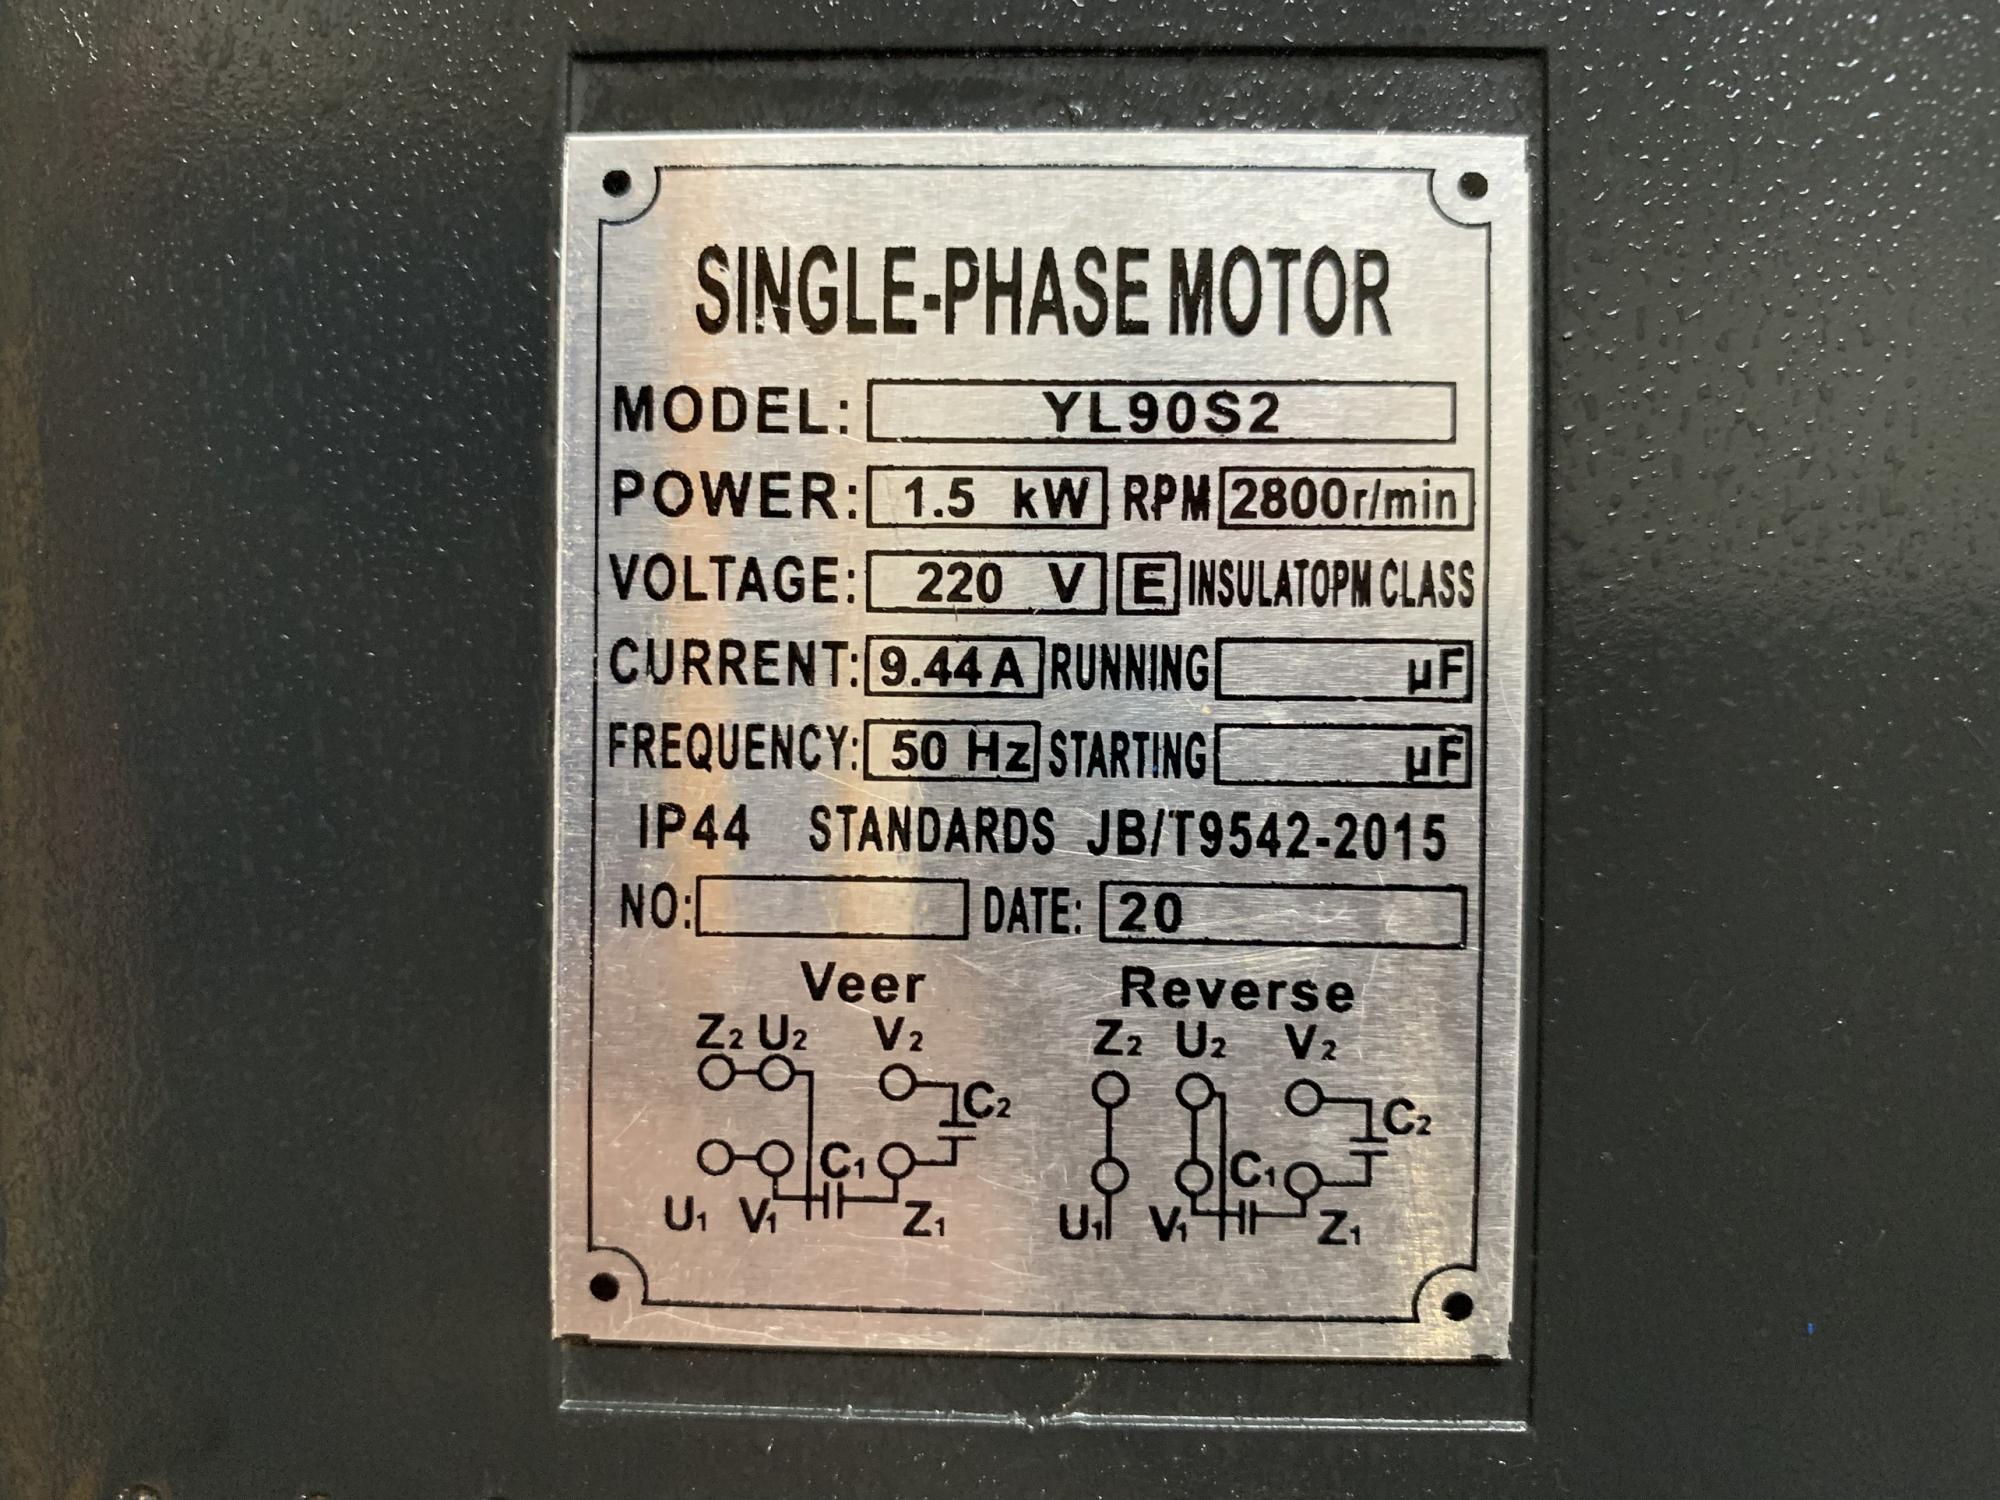 SINGLE-PHASE MOTOR
MODEL: YL90S2
POWER: 1.5 kW RPM 2800r/min
VOLTAGE: 220 V E INSULATOPM CLASS
CURRENT: 9.44A RUNNING µF
FREQUENCY: 50 Hz STARTING µF
IP44 STANDARDS JB/T9542-2015
NO: DATE: 20
Veer Reverse
Z2 U2 V2 Z2 U2 V2
C2 C2
C1 C1
U1 V1 Z1 U1 V1 Z1